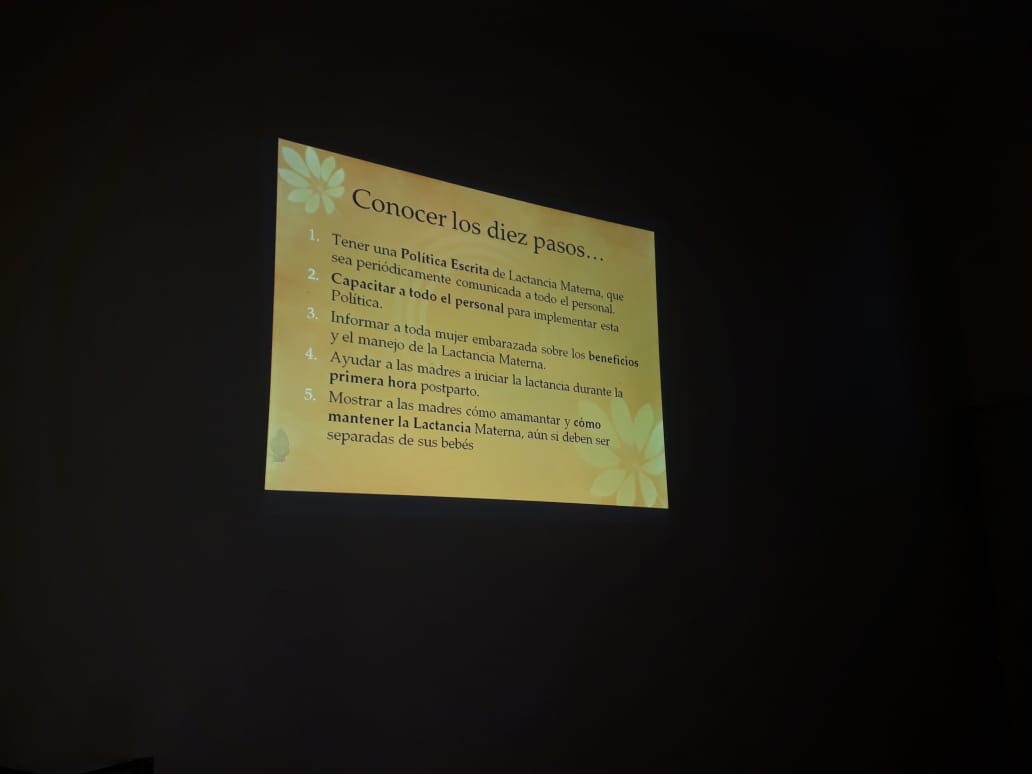 Conocer los diez pasos...
1. Tener una Política Escrita de Lactancia Materna, que
sea periódicamente comunicada a todo el personal.
2. Capacitar a todo el personal para implementar esta
Política.
3. Informar a toda mujer embarazada sobre los beneficios
y el manejo de la Lactancia Materna.
4. Ayudar a las madres a iniciar la lactancia durante la
primera hora postparto.
5. Mostrar a las madres cómo amamantar y cómo
mantener la Lactancia Materna, aún si deben ser
separadas de sus bebés